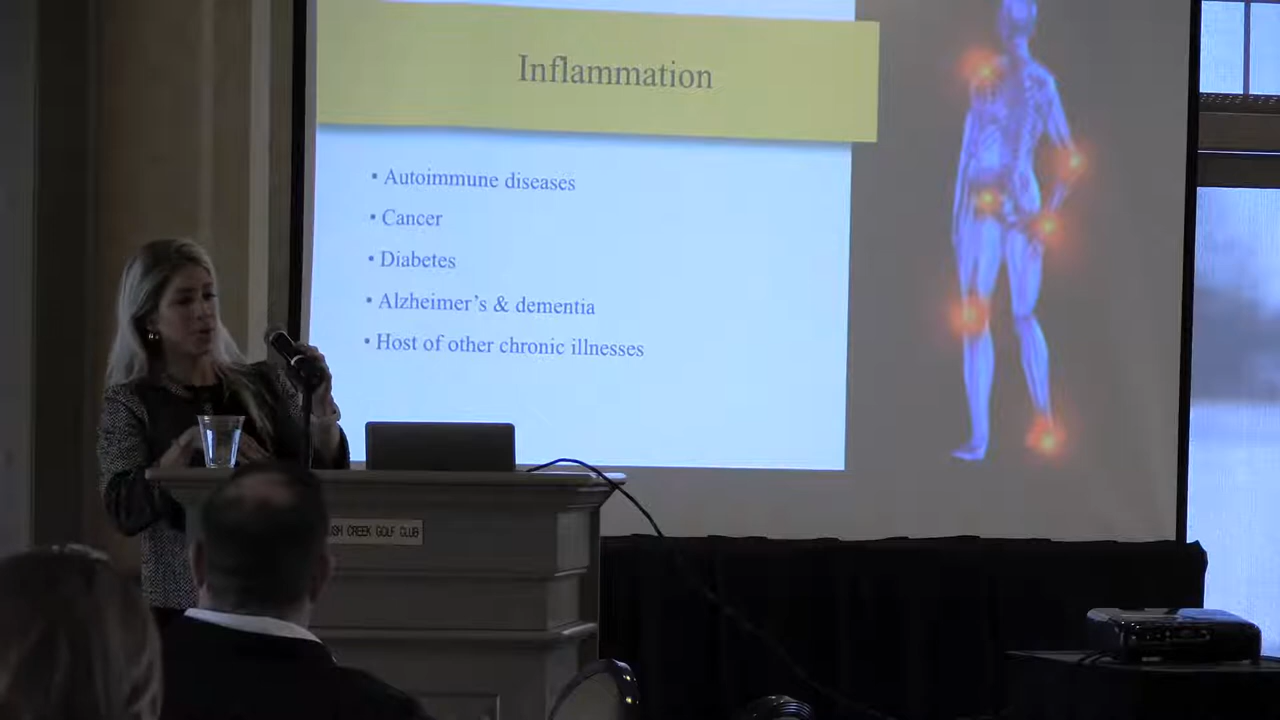 Inflammation
• Autoimmune diseases
• Cancer
• Diabetes
• Alzheimer's & dementia
• Host of other chronic illnesses
CREEK GOLF CLUB